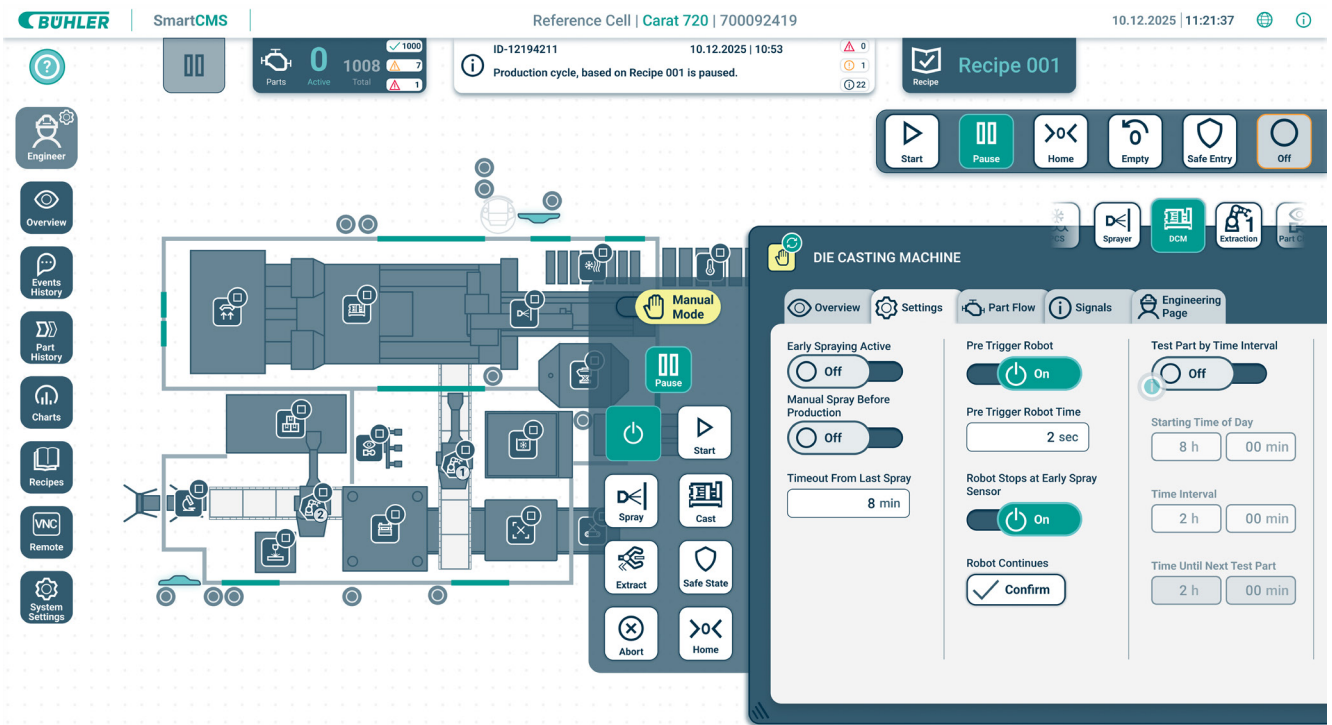 BÜHLER
SmartCMS
Reference Cell | Carat 720 | 700092419
10.12.2025 | 11:21:37
Parts
0
Active
1008
Total
1000
7
1
ID-12194211
10.12.2025 | 10:53
Production cycle, based on Recipe 001 is paused.
0
1
22
Recipe
Recipe 001
Engineer
Overview
Events
History
Part
History
Charts
Recipes
VNC
Remote
System
Settings
Start
Pause
Home
0
Empty
Safe Entry
Off
Sprayer
DCM
1
Extraction
1
2
Manual
Mode
Pause
Start
Spray
Cast
Extract
Safe State
Abort
Home
DIE CASTING MACHINE
Overview
Settings
Part Flow
Signals
Engineering
Page
Early Spraying Active
Off
Manual Spray Before
Production
Off
Timeout From Last Spray
8 min
Pre Trigger Robot
On
Pre Trigger Robot Time
2 sec
Robot Stops at Early Spray
Sensor
On
Robot Continues
Confirm
Test Part by Time Interval
Off
Starting Time of Day
8 h
00 min
Time Interval
2 h
00 min
Time Until Next Test Part
2 h
00 min